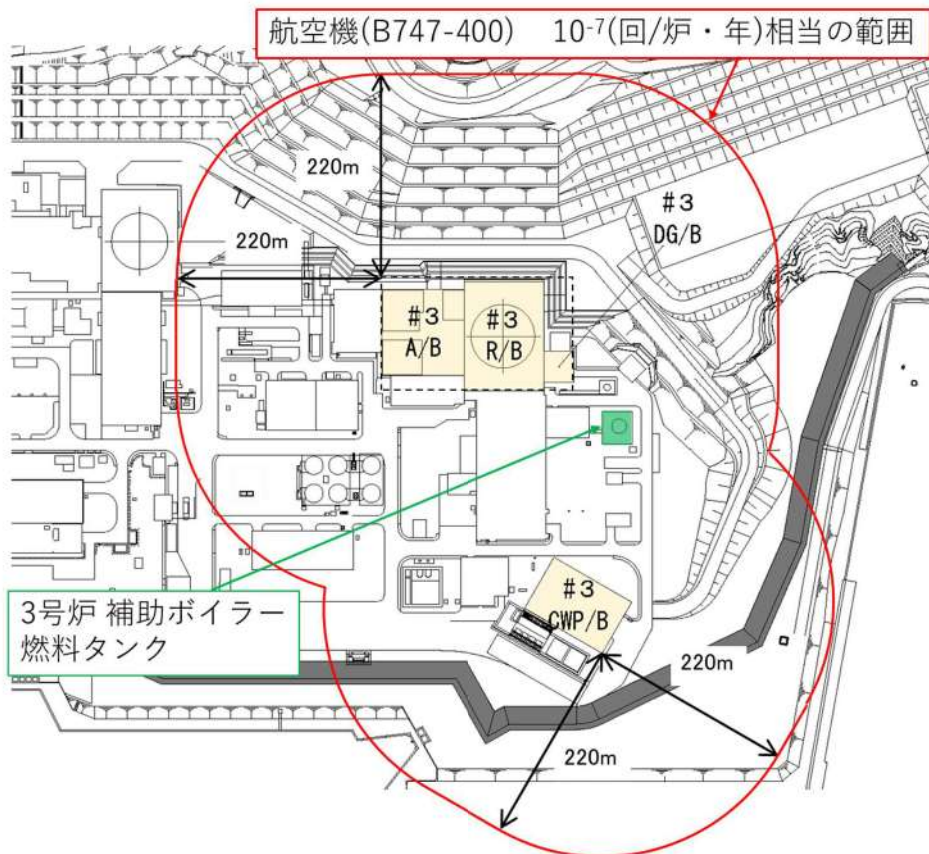 航空機(B747-400) 10⁻⁷(回/炉・年)相当の範囲
220m
220m
#3
DG/B
#3
A/B
#3
R/B
3号炉 補助ボイラー
燃料タンク
#3
CWP/B
220m
220m